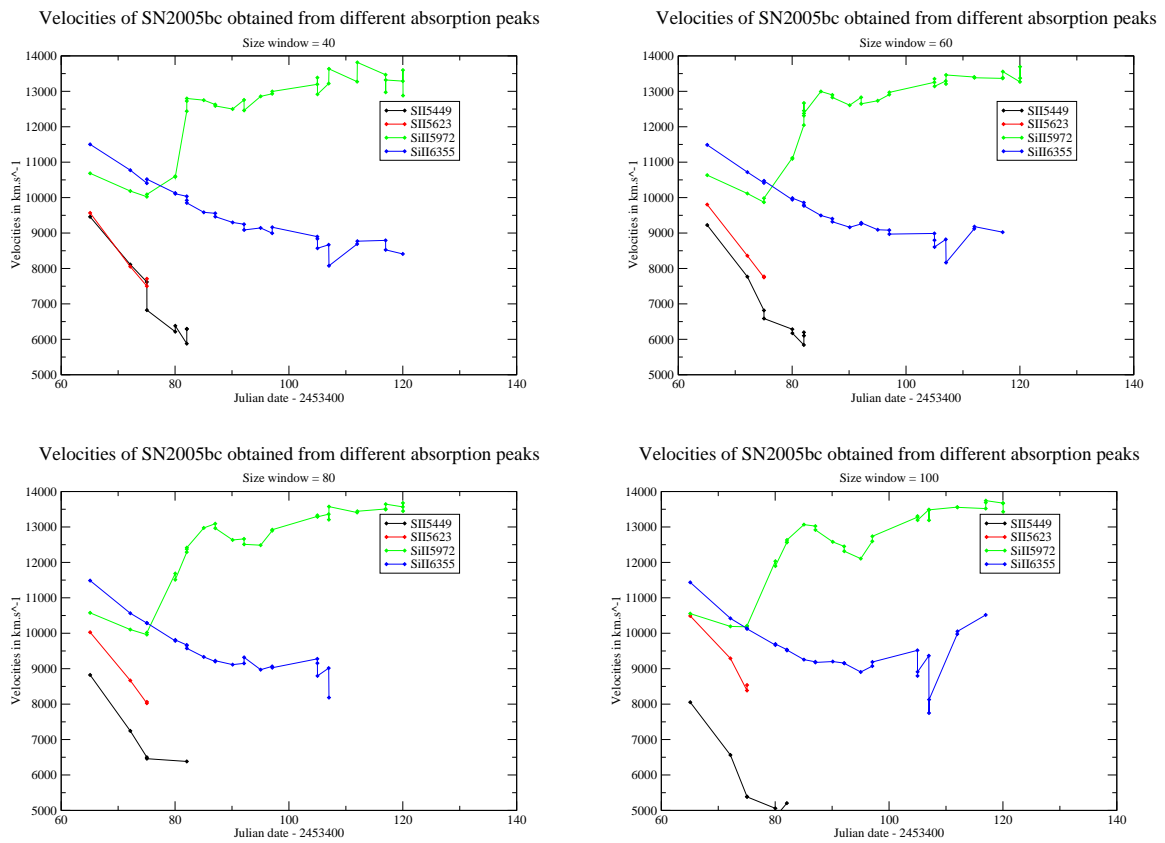 Velocities of SN2005bc obtained from different absorption peaks
Size window = 40
14000
13000
12000
11000
10000
9000
8000
7000
6000
5000
Velocities in km.s^-1
SII5449
SII5623
SiII5972
SiII6355
60 80 100 120 140
Julian date - 2453400
Velocities of SN2005bc obtained from different absorption peaks
Size window = 60
14000
13000
12000
11000
10000
9000
8000
7000
6000
5000
Velocities in km.s^-1
SII5449
SII5623
SiII5972
SiII6355
60 80 100 120 140
Julian date - 2453400
Velocities of SN2005bc obtained from different absorption peaks
Size window = 80
14000
13000
12000
11000
10000
9000
8000
7000
6000
5000
Velocities in km.s^-1
SII5449
SII5623
SiII5972
SiII6355
60 80 100 120 140
Julian date - 2453400
Velocities of SN2005bc obtained from different absorption peaks
Size window = 100
14000
13000
12000
11000
10000
9000
8000
7000
6000
5000
Velocities in km.s^-1
SII5449
SII5623
SiII5972
SiII6355
60 80 100 120 140
Julian date - 2453400